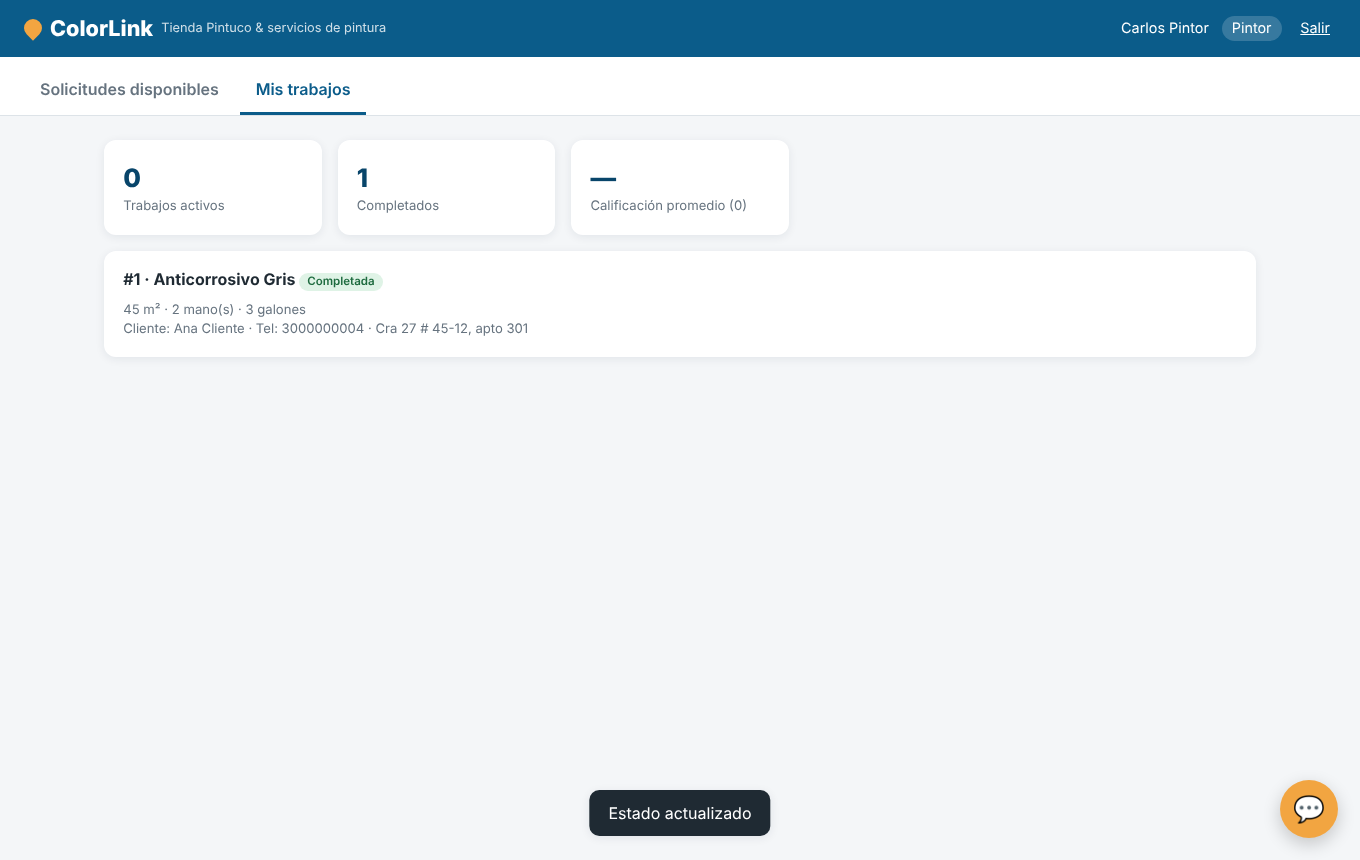 ColorLink Tienda Pintuco & servicios de pintura
Carlos Pintor Pintor Salir
Solicitudes disponibles Mis trabajos
0
Trabajos activos
1
Completados
—
Calificación promedio (0)
#1 · Anticorrosivo Gris Completada
45 m² · 2 mano(s) · 3 galones
Cliente: Ana Cliente · Tel: 3000000004 · Cra 27 # 45-12, apto 301
Estado actualizado